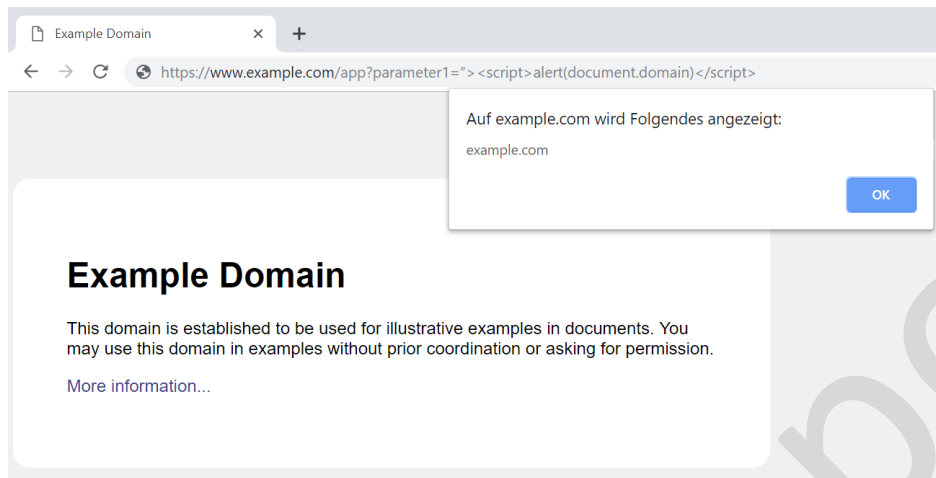 Example Domain
https://www.example.com/app?parameter1="><script>alert(document.domain)</script>
Auf example.com wird Folgendes angezeigt:
example.com
OK
Example Domain
This domain is established to be used for illustrative examples in documents. You
may use this domain in examples without prior coordination or asking for permission.
More information...